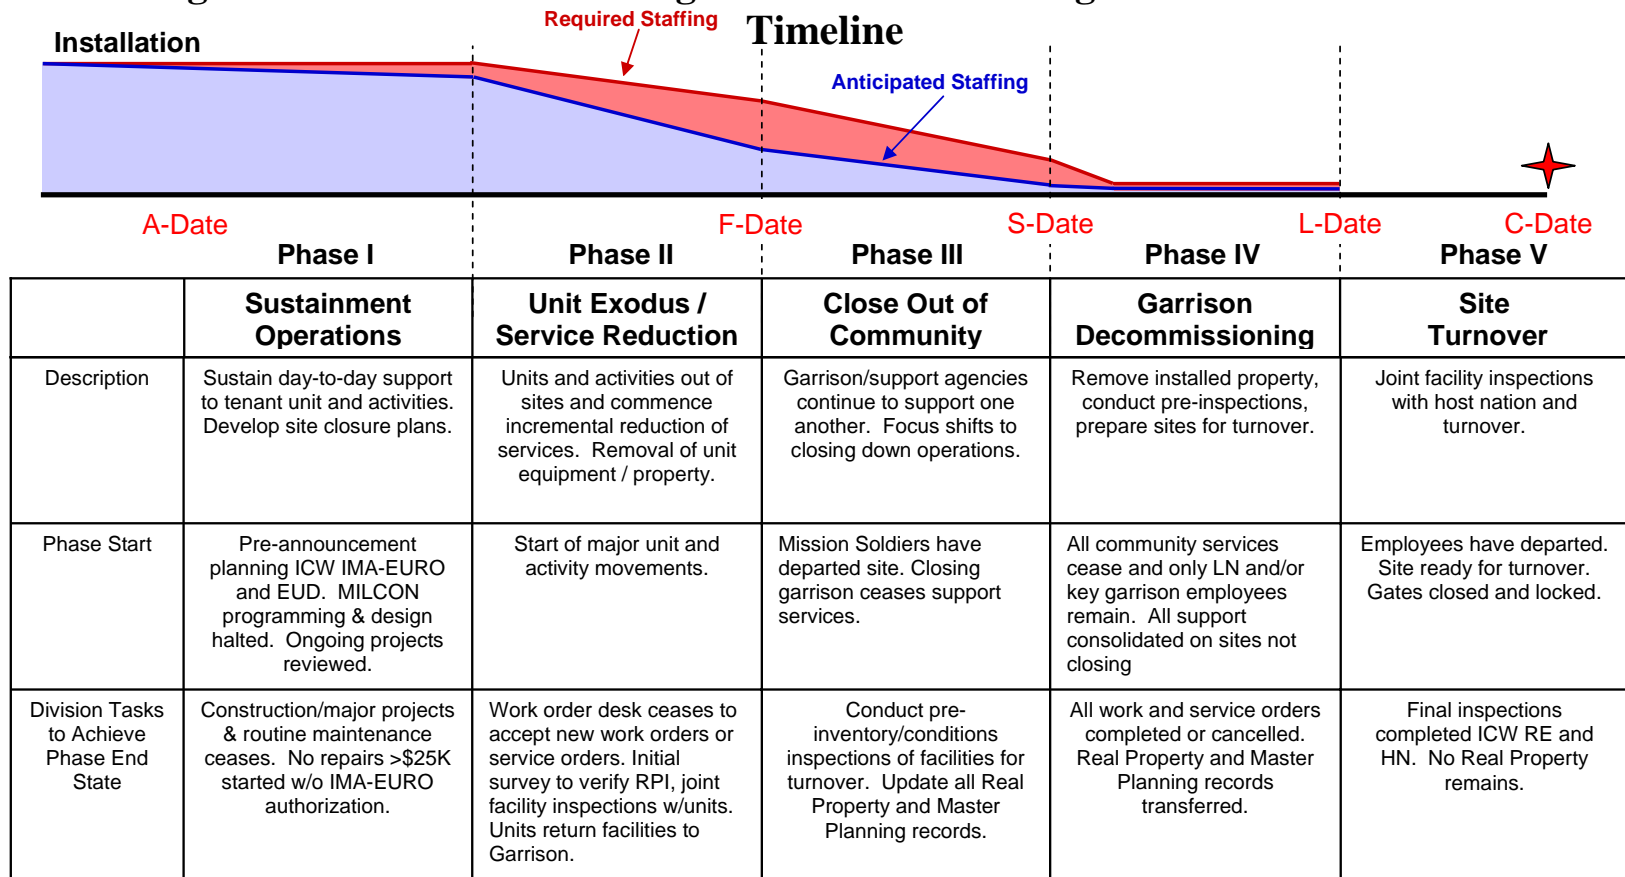 Required Staffing
Timeline
Installation
Anticipated Staffing
A-Date
F-Date
S-Date
L-Date
C-Date
Phase I
Phase II
Phase III
Phase IV
Phase V
Sustainment
Operations
Unit Exodus /
Service Reduction
Close Out of
Community
Garrison
Decommissioning
Site
Turnover
Description
Sustain day-to-day support
to tenant unit and activities.
Develop site closure plans.
Units and activities out of
sites and commence
incremental reduction of
services.  Removal of unit
equipment / property.
Garrison/support agencies
continue to support one
another.  Focus shifts to
closing down operations.
Remove installed property,
conduct pre-inspections,
prepare sites for turnover.
Joint facility inspections
with host nation and
turnover.
Phase Start
Pre-announcement
planning ICW IMA-EURO
and EUD.  MILCON
programming & design
halted.  Ongoing projects
reviewed.
Start of major unit and
activity movements.
Mission Soldiers have
departed site. Closing
garrison ceases support
services.
All community services
cease and only LN and/or
key garrison employees
remain.  All support
consolidated on sites not
closing
Employees have departed.
Site ready for turnover.
Gates closed and locked.
Division Tasks
to Achieve
Phase End
State
Construction/major projects
& routine maintenance
ceases.  No repairs >$25K
started w/o IMA-EURO
authorization.
Work order desk ceases to
accept new work orders or
service orders. Initial
survey to verify RPI, joint
facility inspections w/units.
Units return facilities to
Garrison.
Conduct pre-
inventory/conditions
inspections of facilities for
turnover.  Update all Real
Property and Master
Planning records.
All work and service orders
completed or cancelled.
Real Property and Master
Planning records
transferred.
Final inspections
completed ICW RE and
HN.  No Real Property
remains.